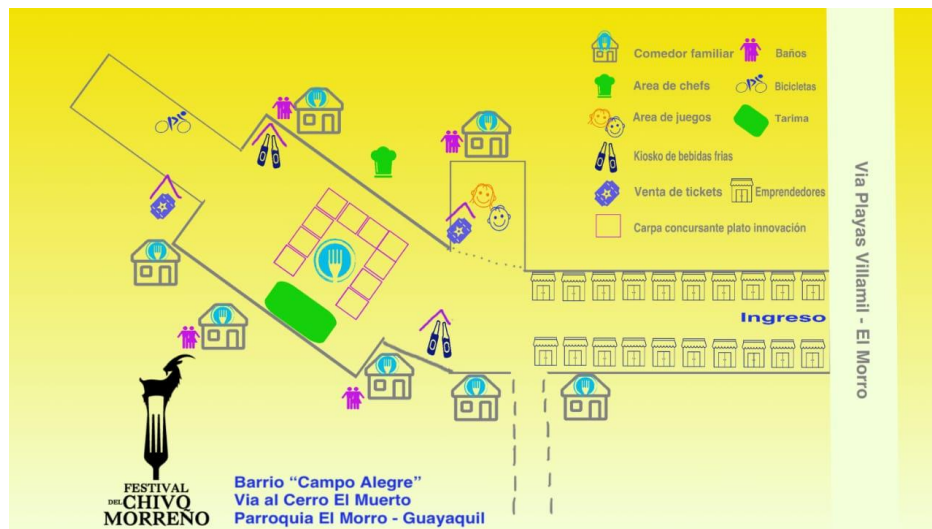 Comedor familiar
Baños
Area de chefs
Bicicletas
Area de juegos
Tarima
Kiosko de bebidas frias
Venta de tickets
Emprendedores
Carpa concursante plato innovación
Via Playas Villamil - El Morro
Ingreso
FESTIVAL
DEL CHIVO
MORREÑO
Barrio “Campo Alegre”
Via al Cerro El Muerto
Parroquia El Morro - Guayaquil